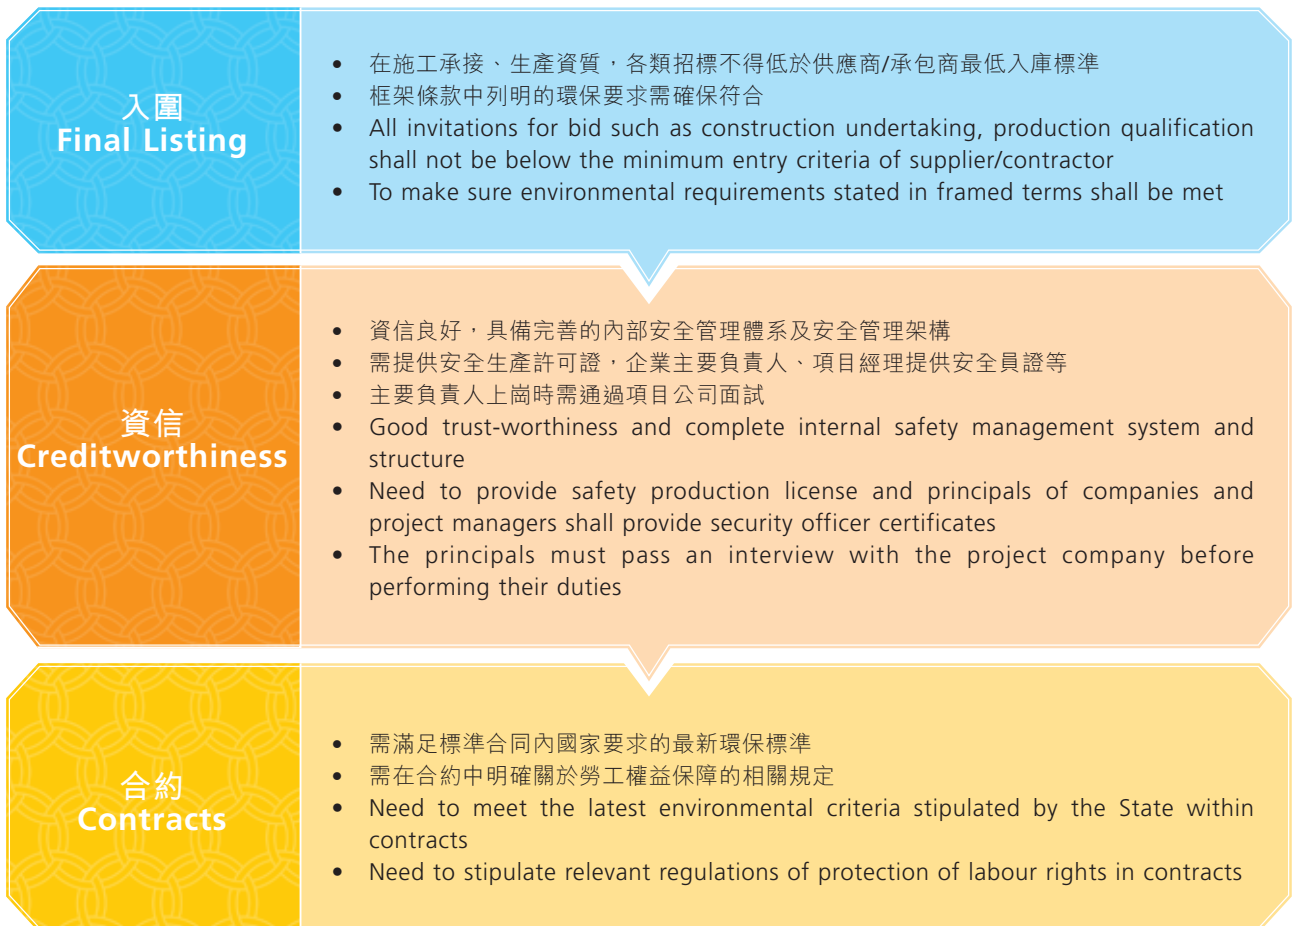 入圍
Final Listing
• 在施工承接、生產資質，各類招標不得低於供應商/承包商最低入庫標準
• 框架條款中列明的環保要求需確保符合
• All invitations for bid such as construction undertaking, production qualification
shall not be below the minimum entry criteria of supplier/contractor
• To make sure environmental requirements stated in framed terms shall be met
資信
Creditworthiness
• 資信良好，具備完善的內部安全管理體系及安全管理架構
• 需提供安全生產許可證，企業主要負責人、項目經理提供安全員證等
• 主要負責人上崗時需通過項目公司面試
• Good trust-worthiness and complete internal safety management system and
structure
• Need to provide safety production license and principals of companies and
project managers shall provide security officer certificates
• The principals must pass an interview with the project company before
performing their duties
合約
Contracts
• 需滿足標準合同內國家要求的最新環保標準
• 需在合約中明確關於勞工權益保障的相關規定
• Need to meet the latest environmental criteria stipulated by the State within
contracts
• Need to stipulate relevant regulations of protection of labour rights in contracts